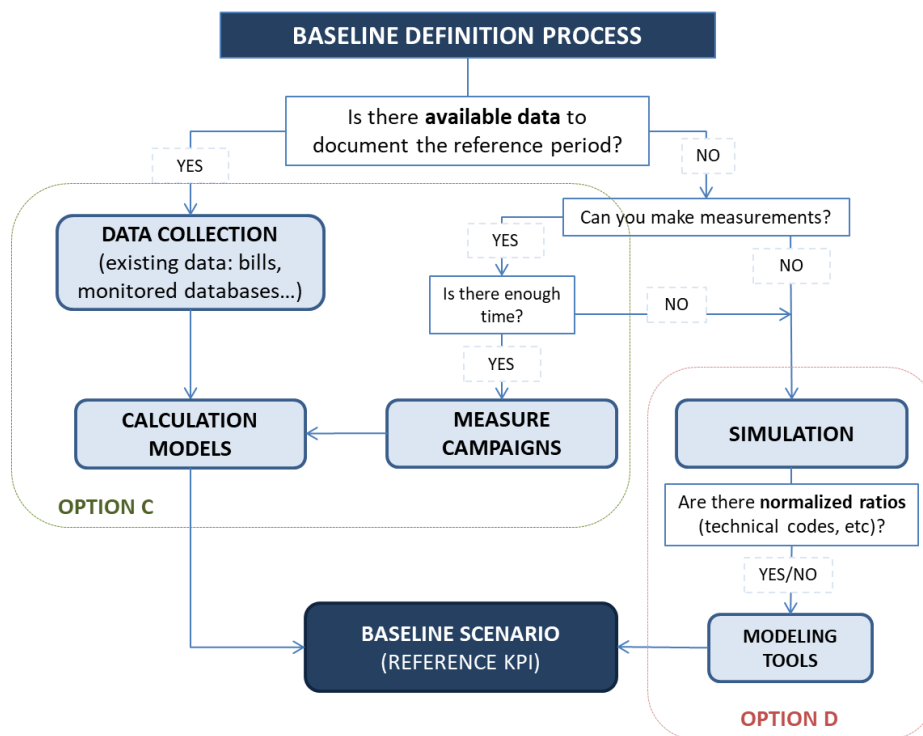 BASELINE DEFINITION PROCESS
Is there available data to
document the reference period?
YES
NO
Can you make measurements?
DATA COLLECTION
(existing data: bills,
monitored databases…)
YES
NO
Is there enough
time?
NO
YES
CALCULATION
MODELS
MEASURE
CAMPAIGNS
SIMULATION
OPTION C
Are there normalized ratios
(technical codes, etc)?
YES/NO
BASELINE SCENARIO
(REFERENCE KPI)
MODELING
TOOLS
OPTION D